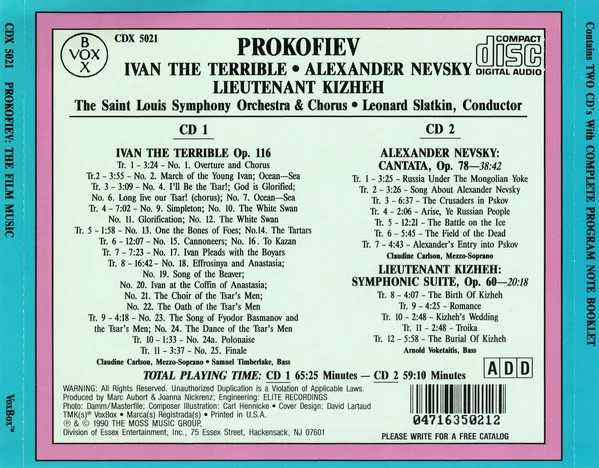 CDX 5021 PROKOFIEV: THE FILM MUSIC VoxBox™
B
VOX
X
CDX 5021
PROKOFIEV
IVAN THE TERRIBLE • ALEXANDER NEVSKY
LIEUTENANT KIZHEH
COMPACT
disc
DIGITAL AUDIO
The Saint Louis Symphony Orchestra & Chorus • Leonard Slatkin, Conductor
CD 1
IVAN THE TERRIBLE Op. 116
Tr. 1 - 3:24 – No. 1. Overture and Chorus
Tr.2 - 3:55 – No. 2. March of the Young Ivan; Ocean—Sea
Tr. 3 - 3:09 – No. 4. I'll Be the Tsar!; God is Glorified;
No. 6. Long live our Tsar! (chorus); No. 7. Ocean—Sea
Tr. 4 - 7:02 – No. 9. Simpleton; No. 10. The White Swan
No. 11. Glorification; No. 12. The White Swan
Tr. 5 - 1:58 – No. 13. One the Bones of Foes; No.14. The Tartars
Tr. 6 - 12:07 – No. 15. Cannoneers; No. 16. To Kazan
Tr. 7 - 7:23 – No. 17. Ivan Pleads with the Boyars
Tr. 8 - 16:42 – No. 18. Effrosinya and Anastasia;
No. 19. Song of the Beaver;
No. 20. Ivan at the Coffin of Anastasia;
No. 21. The Choir of the Tsar's Men;
No. 22. The Oath of the Tsar's Men
Tr. 9 - 4:18 – No. 23. The Song of Fyodor Basmanov and
the Tsar's Men; No. 24. The Dance of the Tsar's Men
Tr. 10 - 1:33 – No. 24a. Polonaise
Tr. 11 - 3:37 – No. 25. Finale
Claudine Carlson, Mezzo-Soprano • Samuel Timberlake, Bass
CD 2
ALEXANDER NEVSKY:
CANTATA, Op. 78—38:42
Tr. 1 - 3:25 – Russia Under The Mongolian Yoke
Tr. 2 - 3:26 – Song About Alexander Nevsky
Tr. 3 - 6:37 – The Crusaders in Pskov
Tr. 4 - 2:06 – Arise, Ye Russian People
Tr. 5 - 12:21 – The Battle on the Ice
Tr. 6 - 5:45 – The Field of the Dead
Tr. 7 - 4:43 – Alexander's Entry into Pskov
Claudine Carlson, Mezzo-Soprano
LIEUTENANT KIZHEH:
SYMPHONIC SUITE, Op. 60—20:18
Tr. 8 - 4:07 – The Birth Of Kizheh
Tr. 9 - 4:25 – Romance
Tr. 10 - 2:48 – Kizheh's Wedding
Tr. 11 - 2:48 – Troika
Tr. 12 - 5:58 – The Burial Of Kizheh
Arnold Voketaitis, Bass
TOTAL PLAYING TIME: CD 1 65:25 Minutes — CD 2 59:10 Minutes
ADD
WARNING: All Rights Reserved. Unauthorized Duplication is a Violation of Applicable Laws.
Produced by Marc Aubort & Joanna Nickrenz; Engineering: ELITE RECORDINGS
Photo: Damm/Masterfile; Composer Illustration: Carl Hennicke • Cover Design: David Lartaud
TMK(s)® VoxBox • Marca(s) Registrada(s) • Printed in U.S.A.
℗ & © 1990 THE MOSS MUSIC GROUP,
Division of Essex Entertainment, Inc., 75 Essex Street, Hackensack, NJ 07601
04716350212
PLEASE WRITE FOR A FREE CATALOG
Contains TWO CD's With COMPLETE PROGRAM NOTE BOOKLET